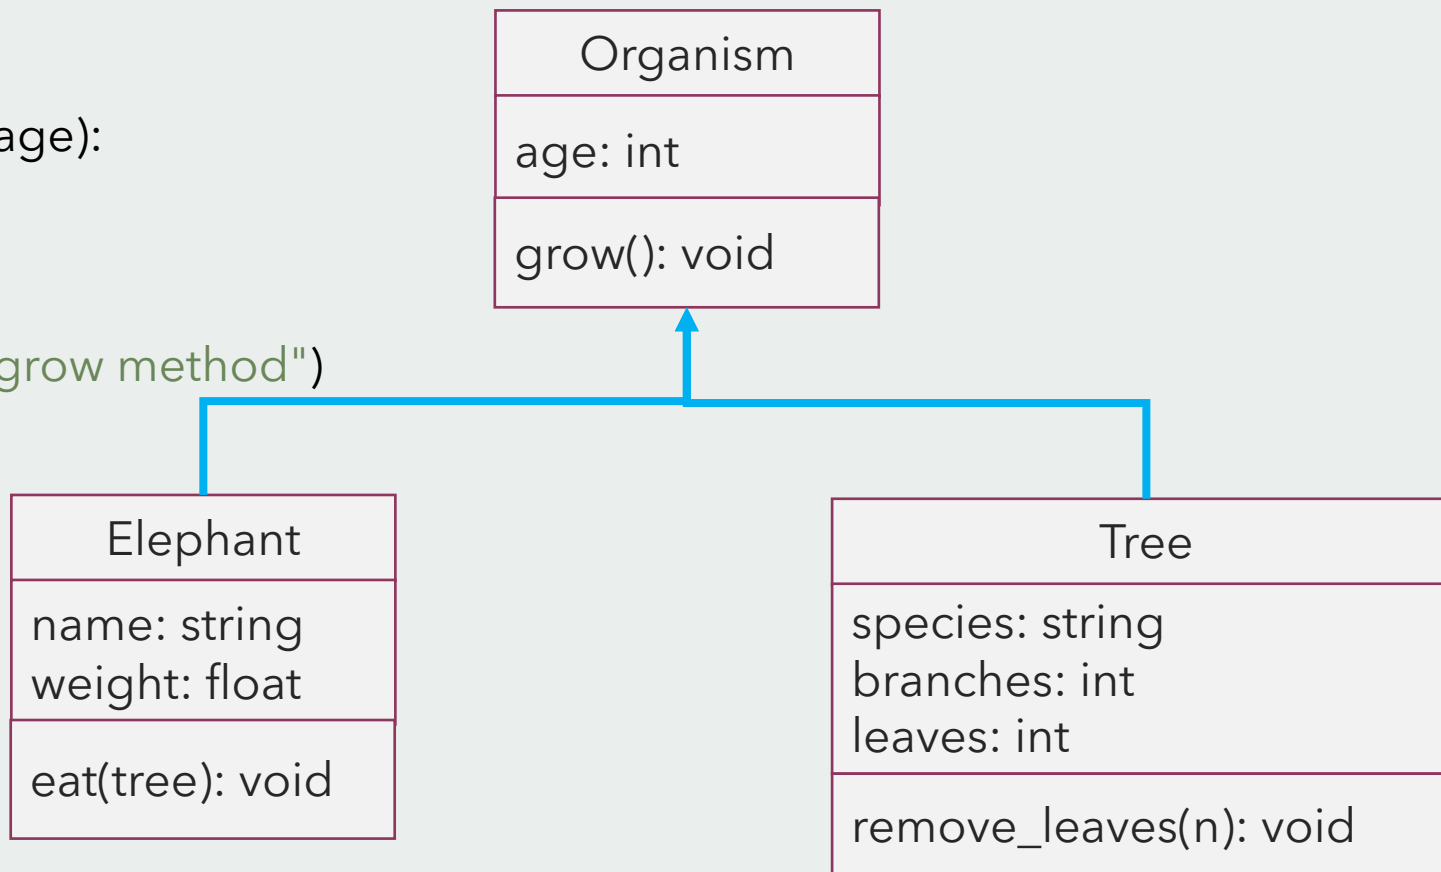 age):
grow method")
Organism
age: int
grow(): void
Elephant
name: string
weight: float
eat(tree): void
Tree
species: string
branches: int
leaves: int
remove_leaves(n): void